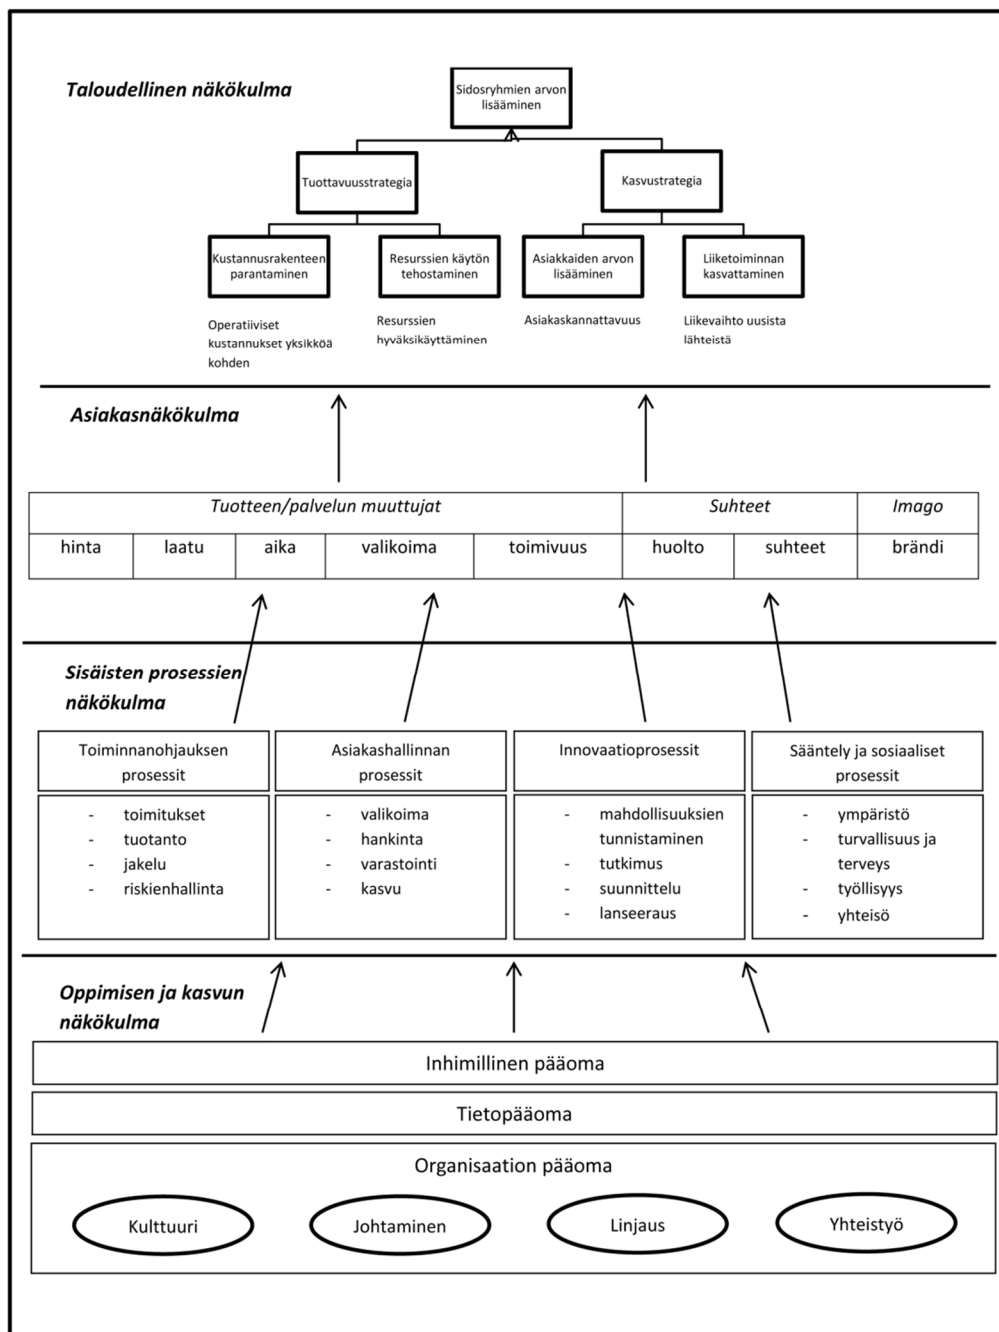 Taloudellinen näkökulma
Sidosryhmien arvon
lisääminen
Tuottavuusstrategia
Kasvustrategia
Kustannusrakenteen
parantaminen
Resurssien käytön
tehostaminen
Asiakkaiden arvon
lisääminen
Liiketoiminnan
kasvattaminen
Operatiiviset
kustannukset yksikköä
kohden
Resurssien
hyväksikäyttäminen
Asiakaskannattavuus
Liikevaihto uusista
lähteistä
Asiakasnäkökulma
Tuotteen/palvelun muuttujat
Suhteet
Imago
hinta
laatu
aika
valikoima
toimivuus
huolto
suhteet
brändi
Sisäisten prosessien
näkökulma
Toiminnanohjauksen
prosessit
- toimitukset
- tuotanto
- jakelu
- riskienhallinta
Asiakashallinnan
prosessit
- valikoima
- hankinta
- varastointi
- kasvu
Innovaatioprosessit
- mahdollisuuksien
tunnistaminen
- tutkimus
- suunnittelu
- lanseeraus
Sääntely ja sosiaaliset
prosessit
- ympäristö
- turvallisuus ja
terveys
- työllisyys
- yhteisö
Oppimisen ja kasvun
näkökulma
Inhimillinen pääoma
Tietopääoma
Organisaation pääoma
Kulttuuri
Johtaminen
Linjaus
Yhteistyö